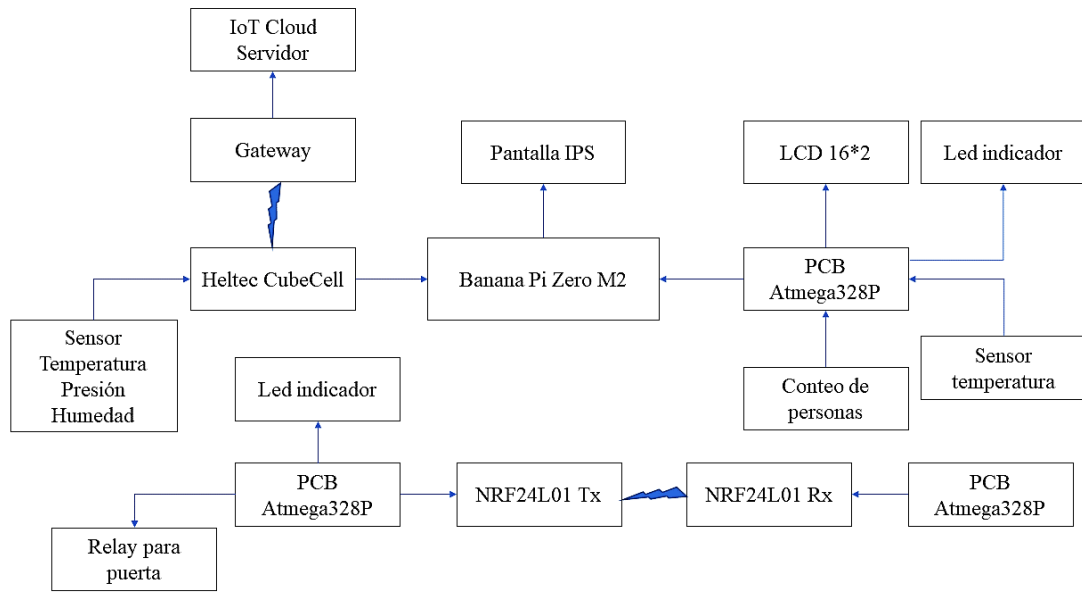 IoT Cloud
Servidor
Gateway
Pantalla IPS
LCD 16*2
Led indicador
Heltec CubeCell
Banana Pi Zero M2
PCB
Atmega328P
Sensor
Temperatura
Presión
Humedad
Conteo de
personas
Sensor
temperatura
Led indicador
PCB
Atmega328P
NRF24L01 Tx
NRF24L01 Rx
PCB
Atmega328P
Relay para
puerta